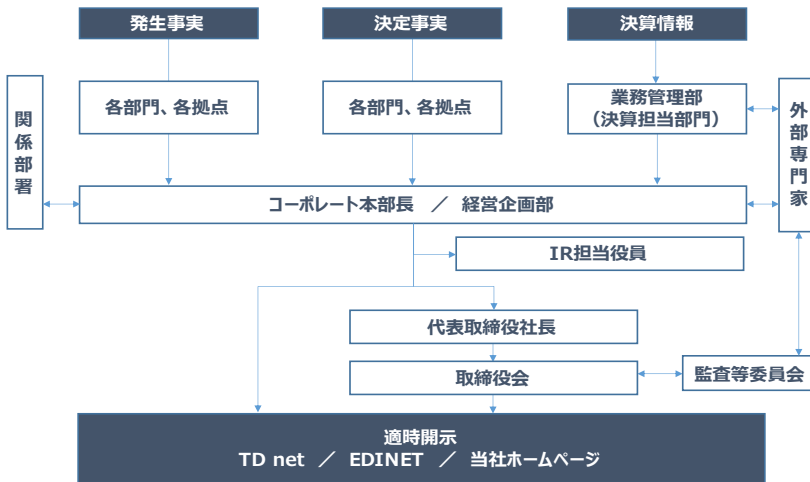 発生事実
決定事実
決算情報
関係部署
各部門、各拠点
各部門、各拠点
業務管理部
（決算担当部門）
外部専門家
コーポレート本部長　／　経営企画部
IR担当役員
代表取締役社長
取締役会
監査等委員会
適時開示
TD net　／　EDINET　／　当社ホームページ